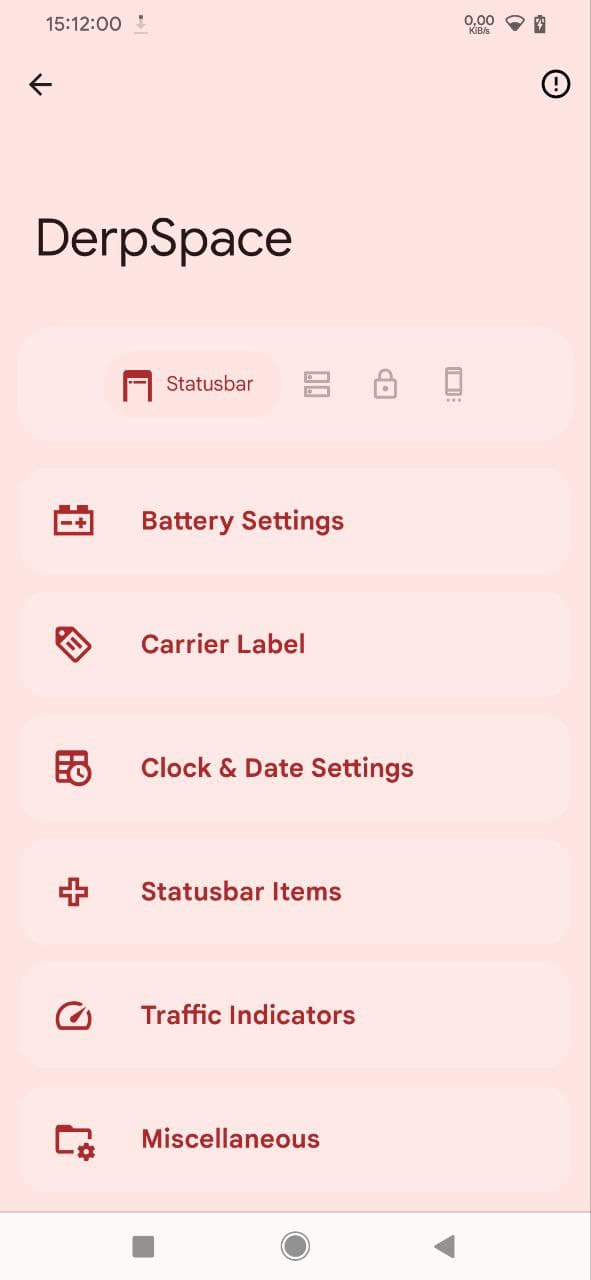 15:12:00
0,00
KiB/s
DerpSpace
Statusbar
Battery Settings
Carrier Label
Clock & Date Settings
Statusbar Items
Traffic Indicators
Miscellaneous